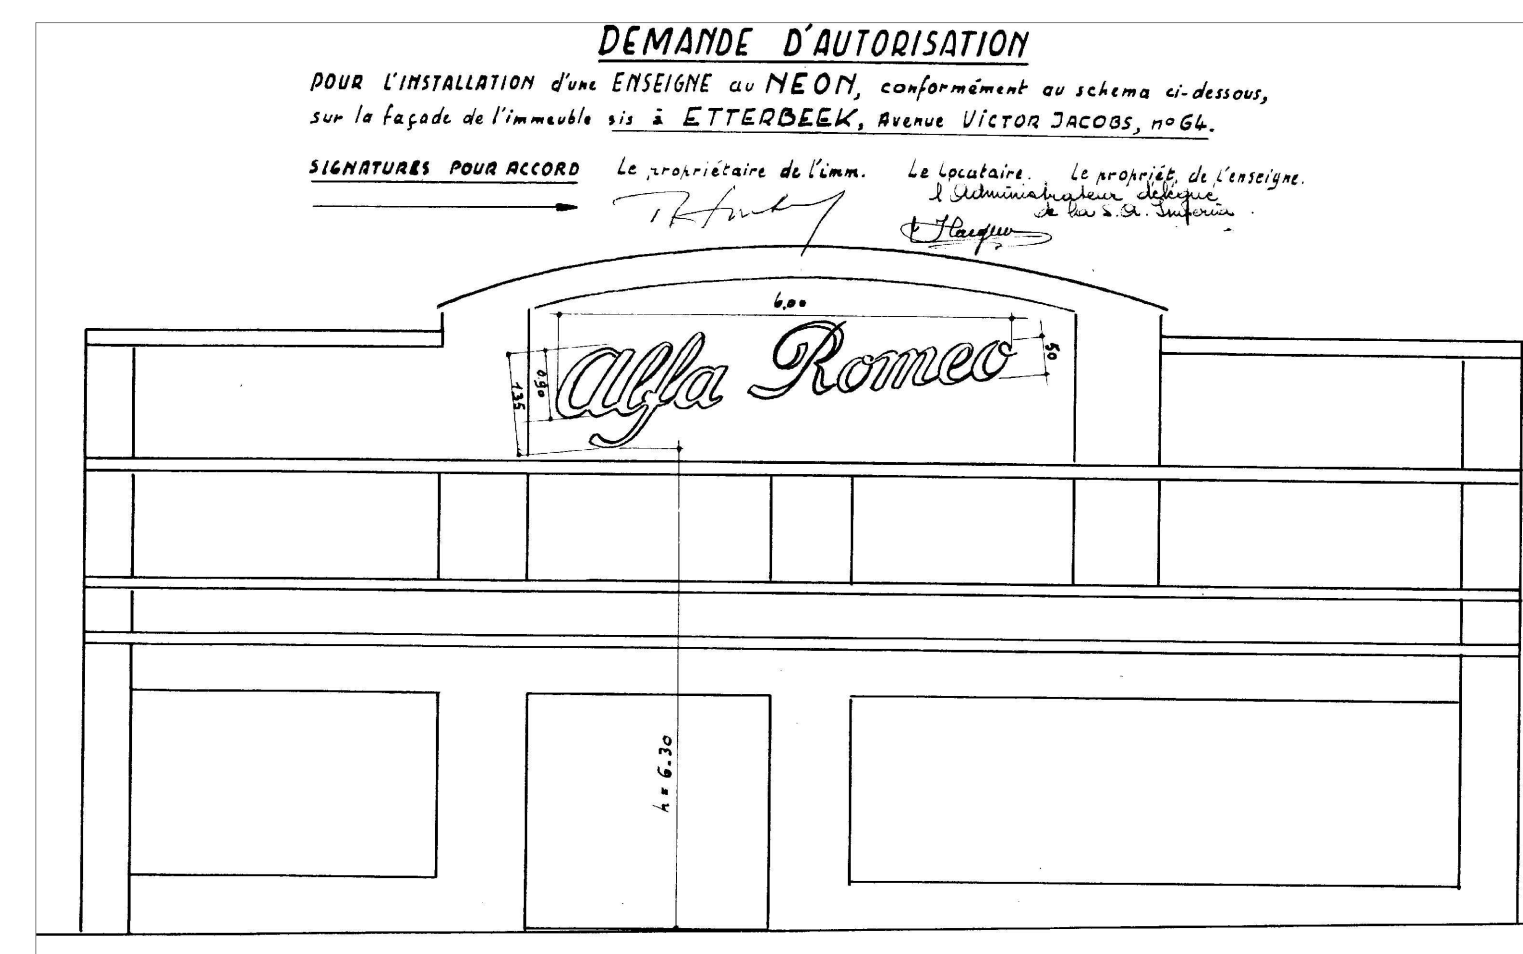 DEMANDE D'AUTORISATION
POUR L'INSTALLATION d'une ENSEIGNE au NEON, conformément au schema ci-dessous,
sur la façade de l'immeuble sis à ETTERBEEK, Avenue VICTOR JACOBS, n° 64.
SIGNATURES POUR ACCORD Le propriétaire de l'imm. Le Locataire. Le propriét. de l'enseigne.
l'Administrateur délégué
de la S.A. Imperia.
6,00
Alfa Romeo
50
0,90
1.35
h = 6.30